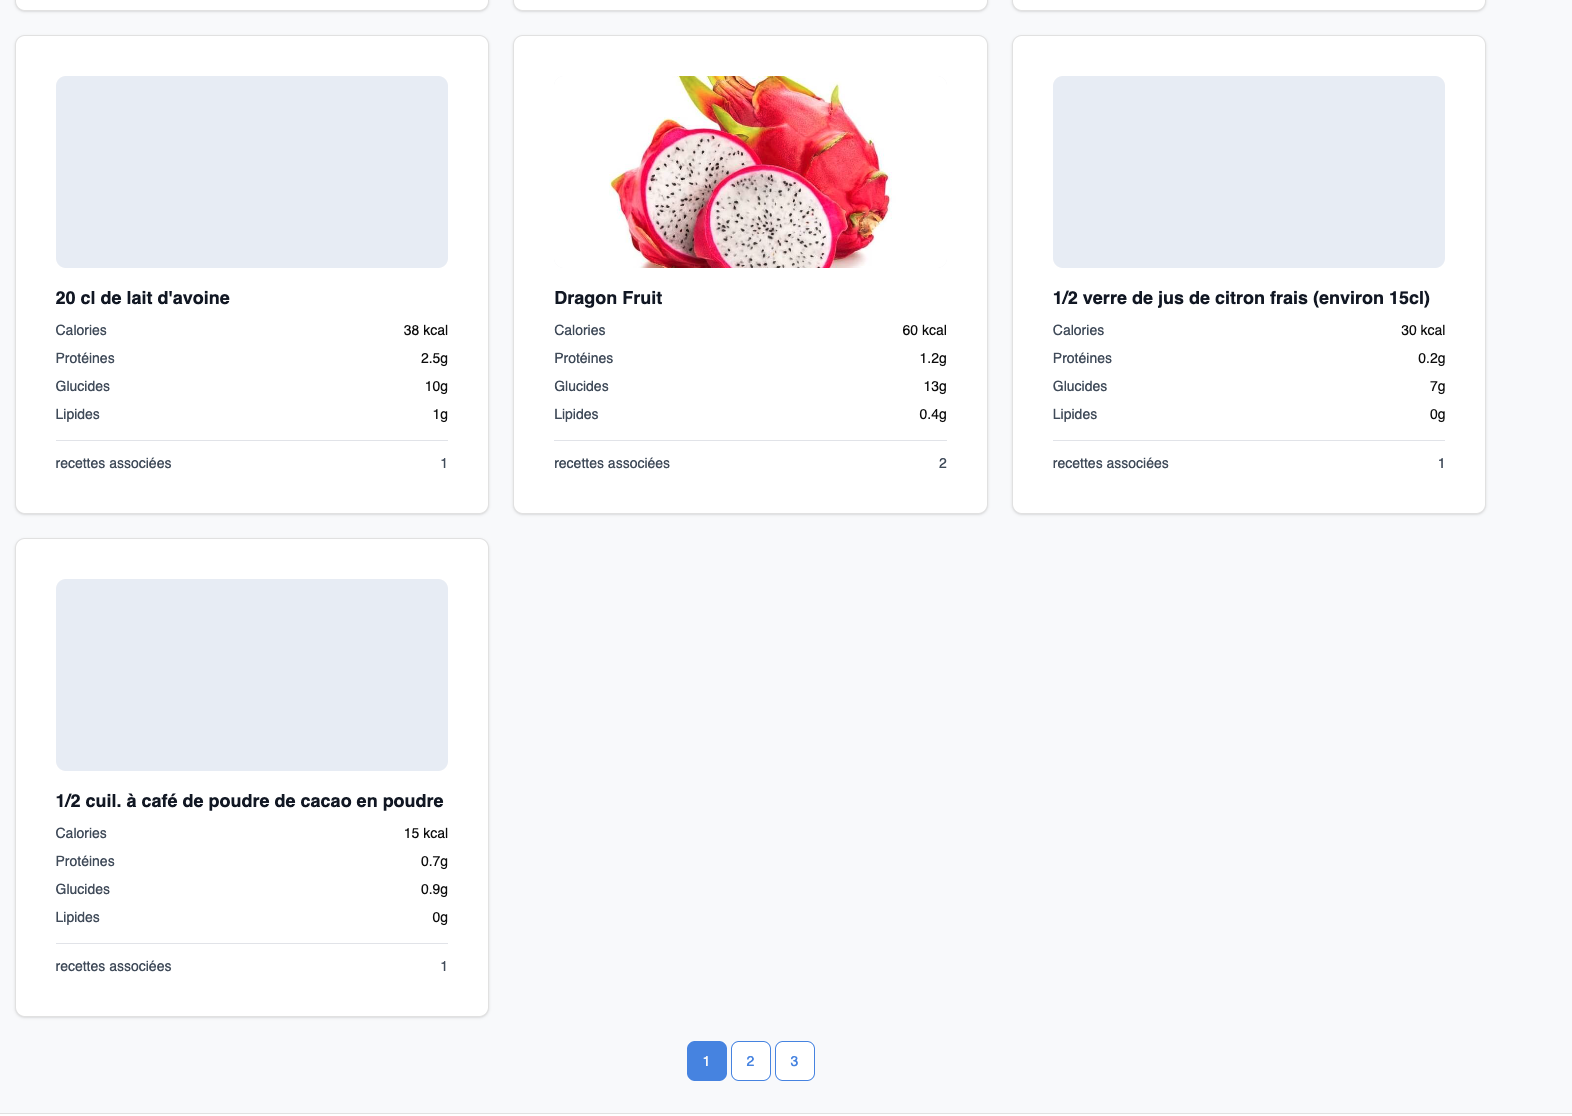 20 cl de lait d'avoine
Calories 38 kcal
Protéines 2.5g
Glucides 10g
Lipides 1g
recettes associées 1
Dragon Fruit
Calories 60 kcal
Protéines 1.2g
Glucides 13g
Lipides 0.4g
recettes associées 2
1/2 verre de jus de citron frais (environ 15cl)
Calories 30 kcal
Protéines 0.2g
Glucides 7g
Lipides 0g
recettes associées 1
1/2 cuil. à café de poudre de cacao en poudre
Calories 15 kcal
Protéines 0.7g
Glucides 0.9g
Lipides 0g
recettes associées 1
1 2 3